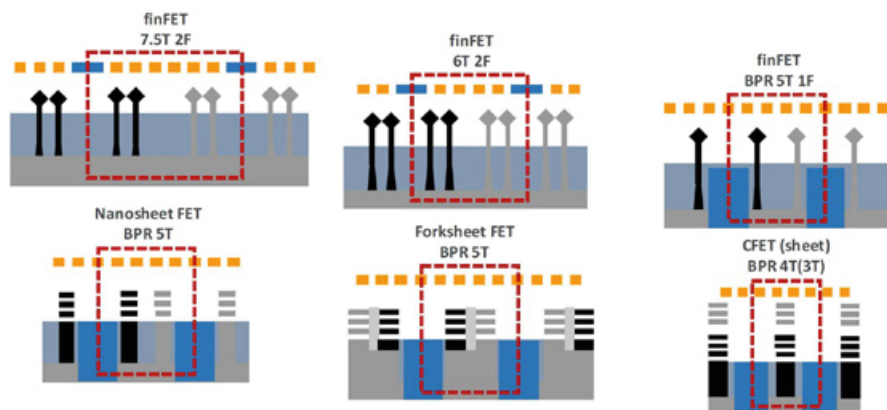 finFET
7.5T 2F
finFET
6T 2F
finFET
BPR 5T 1F
Nanosheet FET
BPR 5T
Forksheet FET
BPR 5T
CFET (sheet)
BPR 4T(3T)